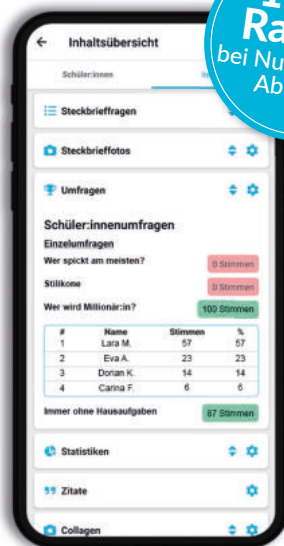 Ra
bei Nu
Ab
Inhaltsübersicht
Schüler:innen
In
Steckbrieffragen
Steckbrieffotos
Umfragen
Schüler:innenumfragen
Einzelumfragen
Wer spickt am meisten? 0 Stimmen
Stilikone 0 Stimmen
Wer wird Millionär:in? 100 Stimmen
# Name Stimmen %
1 Lara M. 57 57
2 Eva A. 23 23
3 Dorian K. 14 14
4 Carina F. 6 6
Immer ohne Hausaufgaben 87 Stimmen
Statistiken
Zitate
Collagen